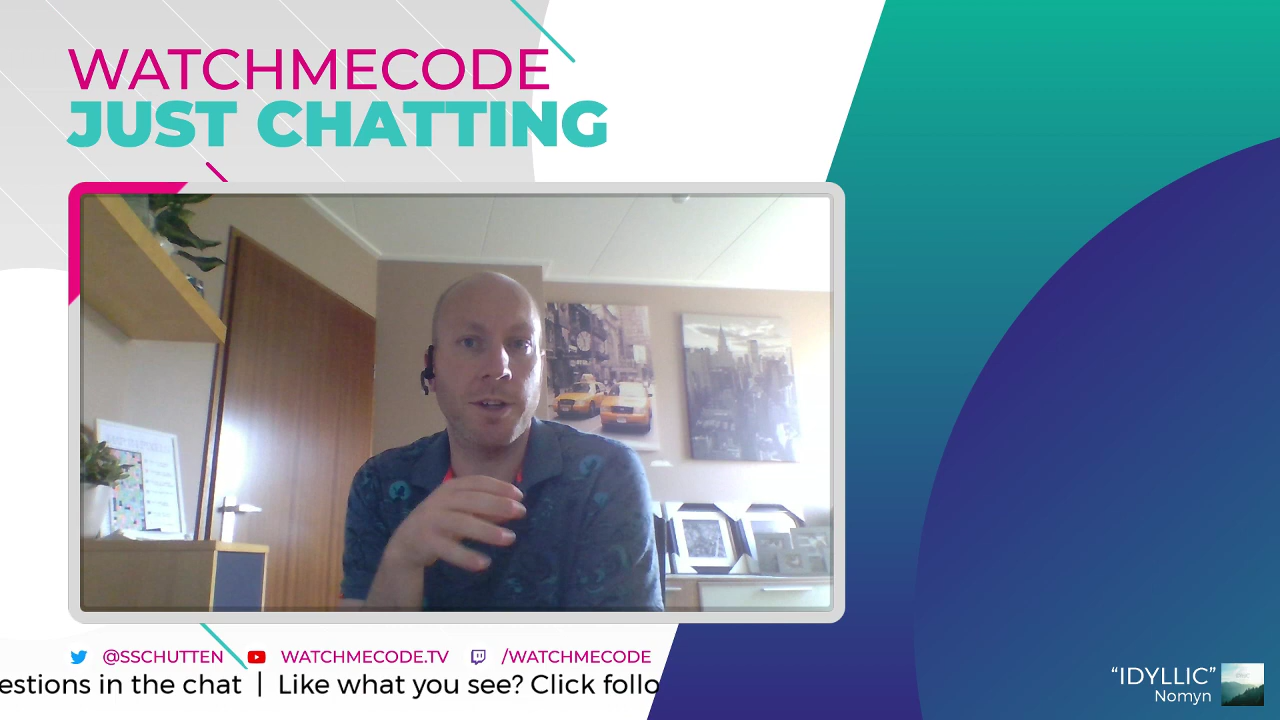 WATCHMECODE
JUST CHATTING
@SSCHUTTEN WATCHMECODE.TV /WATCHMECODE
estions in the chat | Like what you see? Click follo
“IDYLLIC”
Nomyn